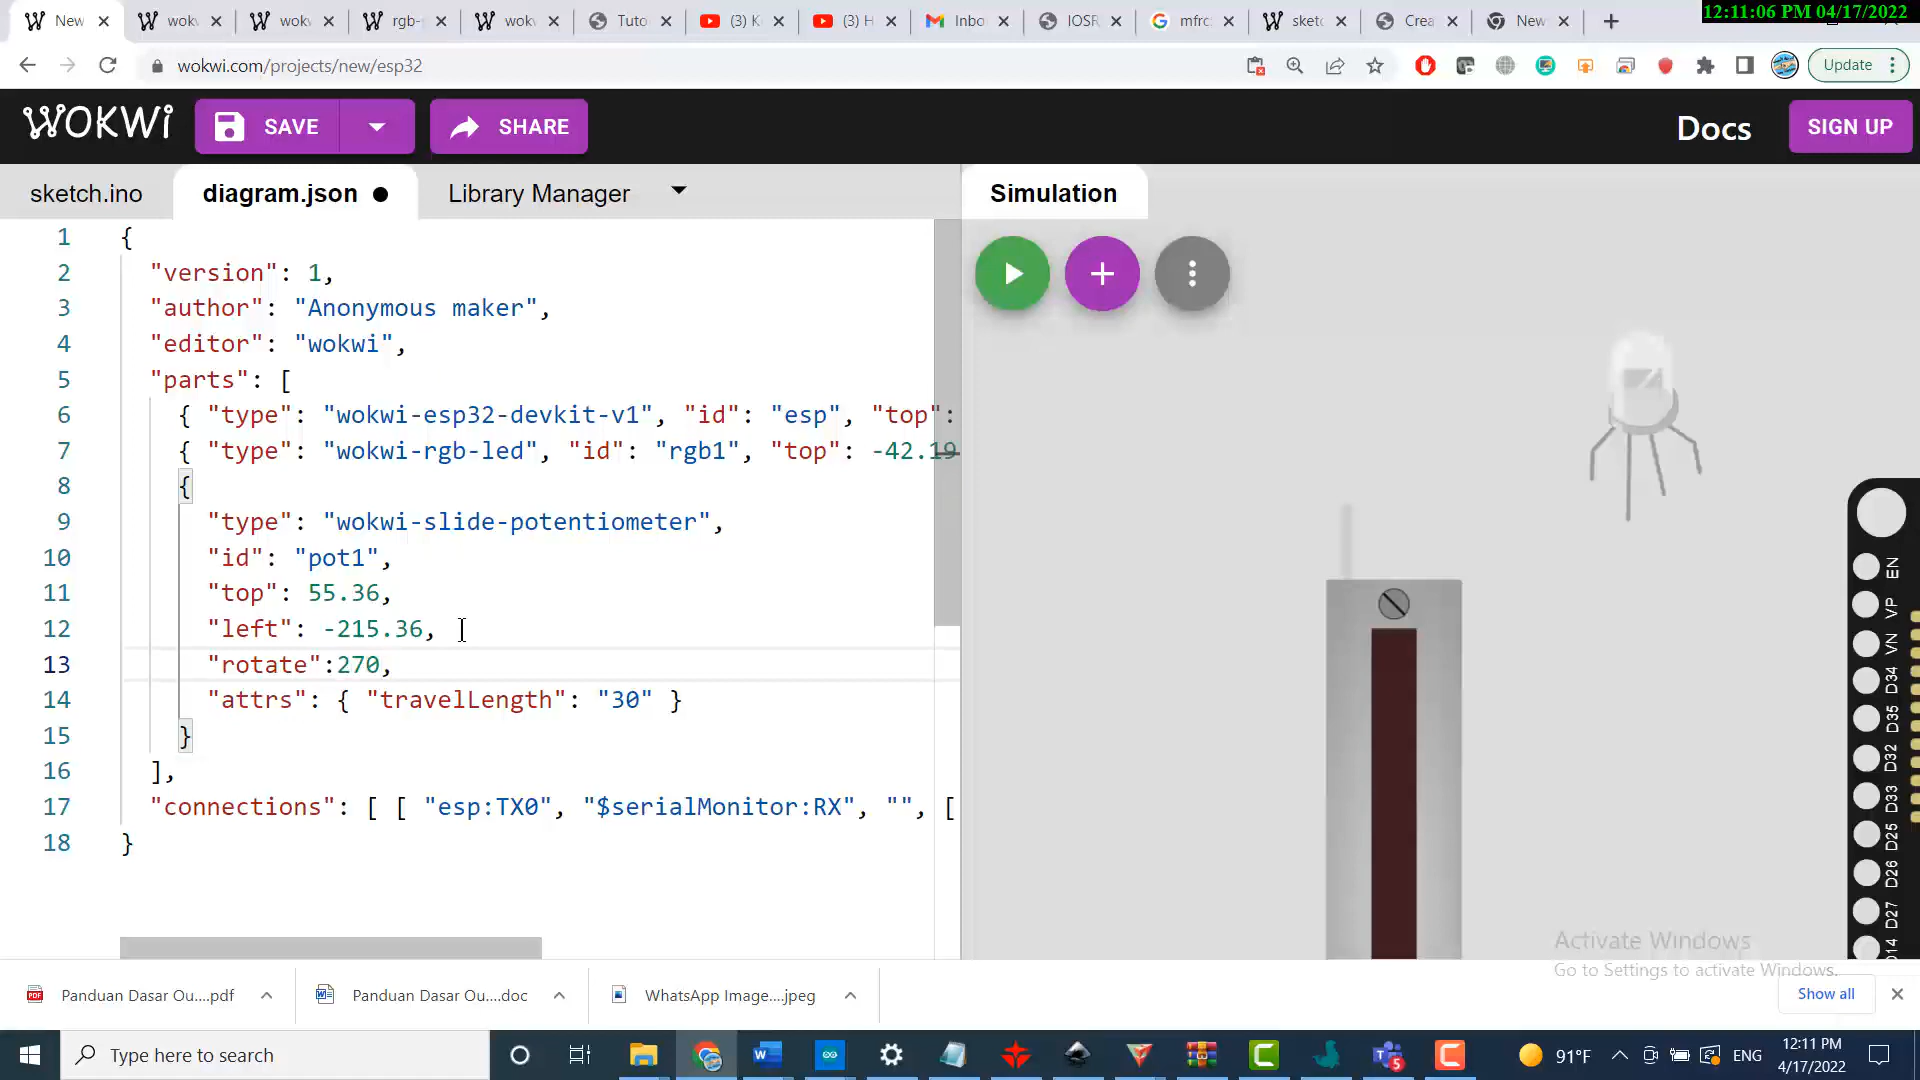 12:11:06 PM 04/17/2022
New
wokv
wokv
rgb-
wokv
Tuto
(3) K
(3) H
Inbo
IOSR
mfrc
sket
Crea
New
wokwi.com/projects/new/esp32
Update
WOKWi
SAVE
SHARE
Docs
SIGN UP
sketch.ino
diagram.json
Library Manager
Simulation
1 {
2 "version": 1,
3 "author": "Anonymous maker",
4 "editor": "wokwi",
5 "parts": [
6 { "type": "wokwi-esp32-devkit-v1", "id": "esp", "top":
7 { "type": "wokwi-rgb-led", "id": "rgb1", "top": -42.19
8 {
9 "type": "wokwi-slide-potentiometer",
10 "id": "pot1",
11 "top": 55.36,
12 "left": -215.36,
13 "rotate":270,
14 "attrs": { "travelLength": "30" }
15 }
16 ],
17 "connections": [ [ "esp:TX0", "$serialMonitor:RX", "", [
18 }
EN
VP
VN
D34
D35
D32
D33
D25
D26
D27
D14
Activate Windows
Go to Settings to activate Windows.
Panduan Dasar Ou....pdf
Panduan Dasar Ou....doc
WhatsApp Image....jpeg
Show all
Type here to search
91°F
ENG
12:11 PM
4/17/2022